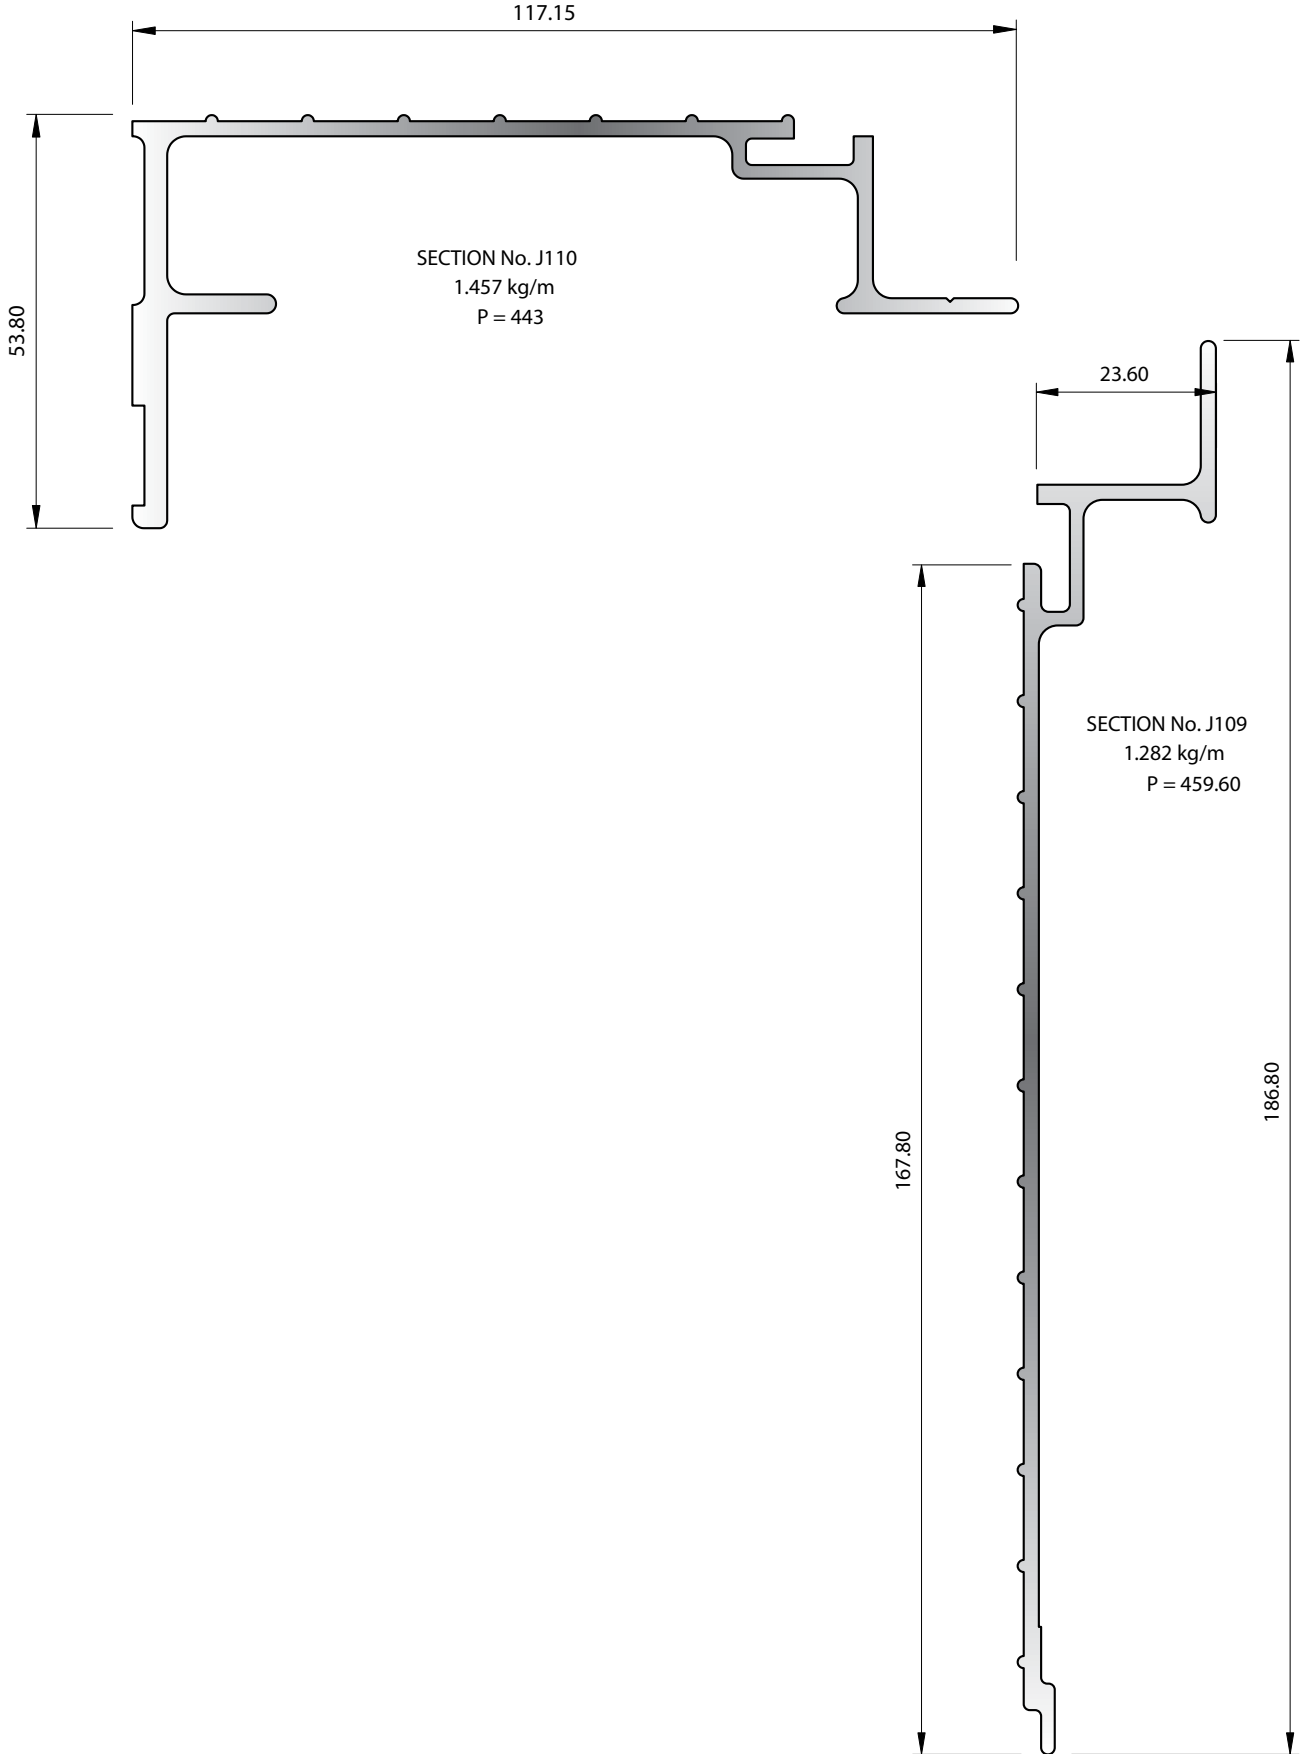 117.15
53.80
SECTION No. J110
1.457 kg/m
P = 443
23.60
SECTION No. J109
1.282 kg/m
P = 459.60
167.80
186.80